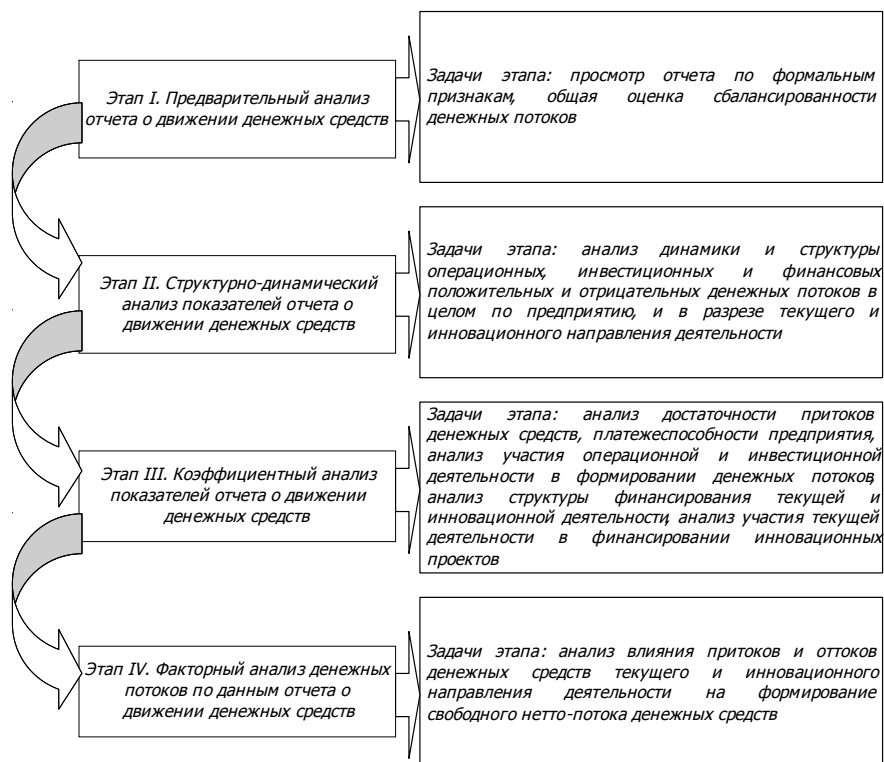 Этап I. Предварительный анализ
отчета о движении денежных средств
Задачи этапа: просмотр отчета по формальным
признакам, общая оценка сбалансированности
денежных потоков
Этап II. Структурно-динамический
анализ показателей отчета о
движении денежных средств
Задачи этапа: анализ динамики и структуры
операционных, инвестиционных и финансовых
положительных и отрицательных денежных потоков в
целом по предприятию, и в разрезе текущего и
инновационного направления деятельности
Этап III. Коэффициентный анализ
показателей отчета о движении
денежных средств
Задачи этапа: анализ достаточности притоков
денежных средств, платежеспособности предприятия,
анализ участия операционной и инвестиционной
деятельности в формировании денежных потоков,
анализ структуры финансирования текущей и
инновационной деятельности, анализ участия текущей
деятельности в финансировании инновационных
проектов
Этап IV. Факторный анализ денежных
потоков по данным отчета о
движении денежных средств
Задачи этапа: анализ влияния притоков и оттоков
денежных средств текущего и инновационного
направления деятельности на формирование
свободного нетто-потока денежных средств